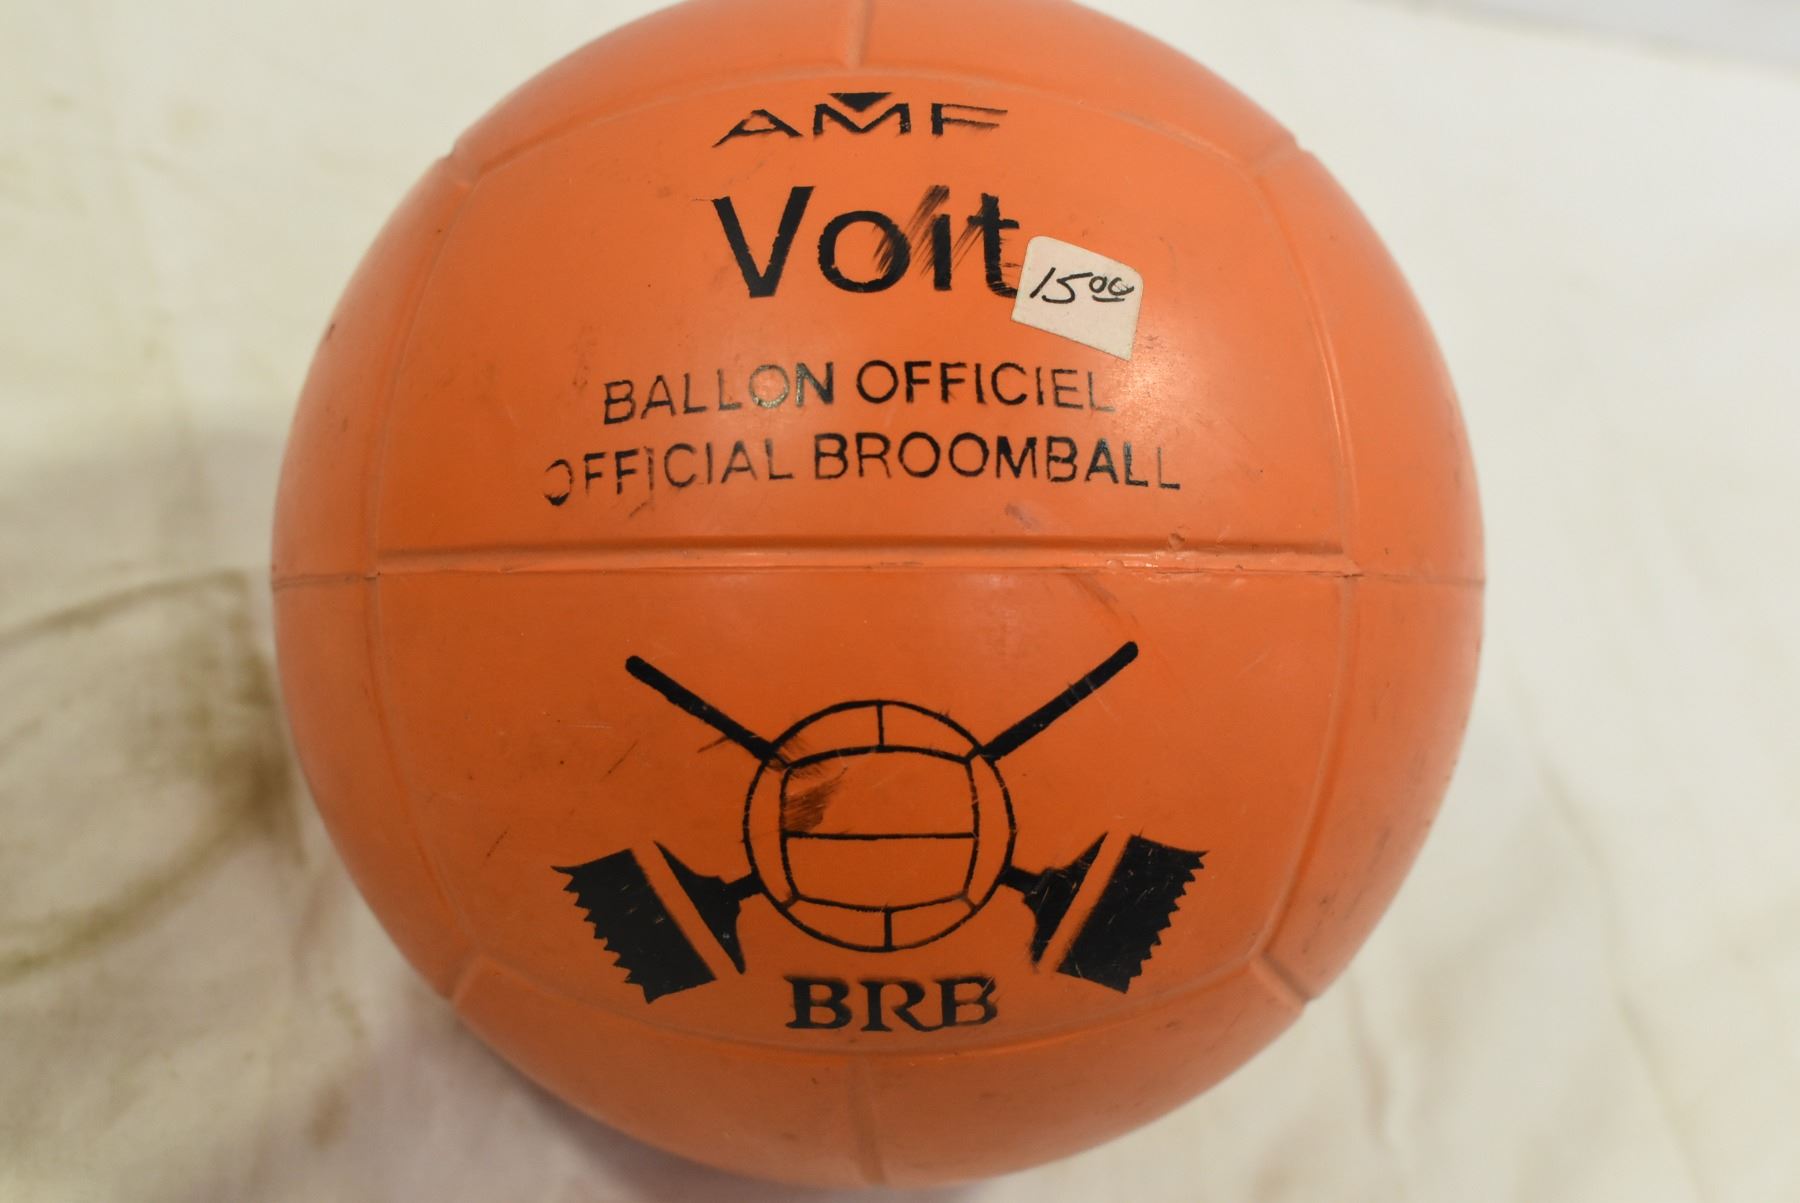 AMF
Voit
15 00
BALLON OFFICIEL
OFFICIAL BROOMBALL
BRB